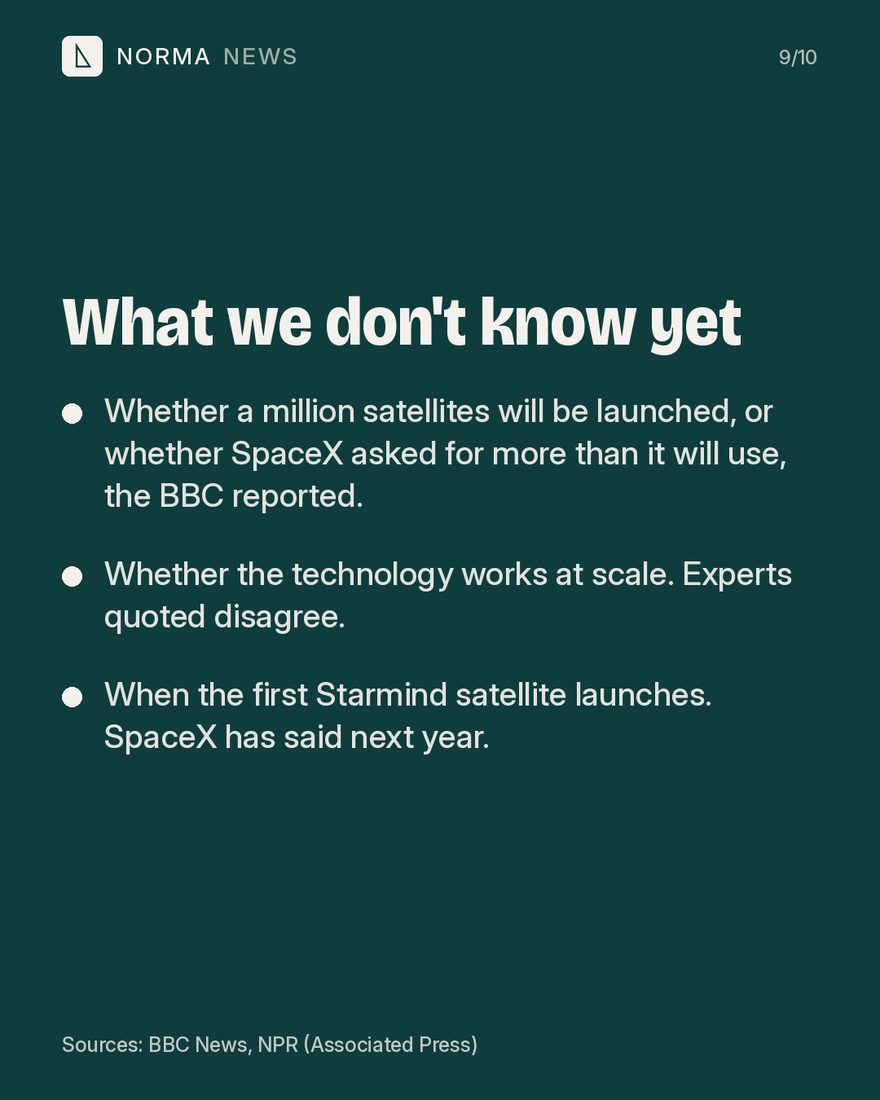 NORMA NEWS
9/10
What we don't know yet
Whether a million satellites will be launched, or
whether SpaceX asked for more than it will use,
the BBC reported.
Whether the technology works at scale. Experts
quoted disagree.
When the first Starmind satellite launches.
SpaceX has said next year.
Sources: BBC News, NPR (Associated Press)